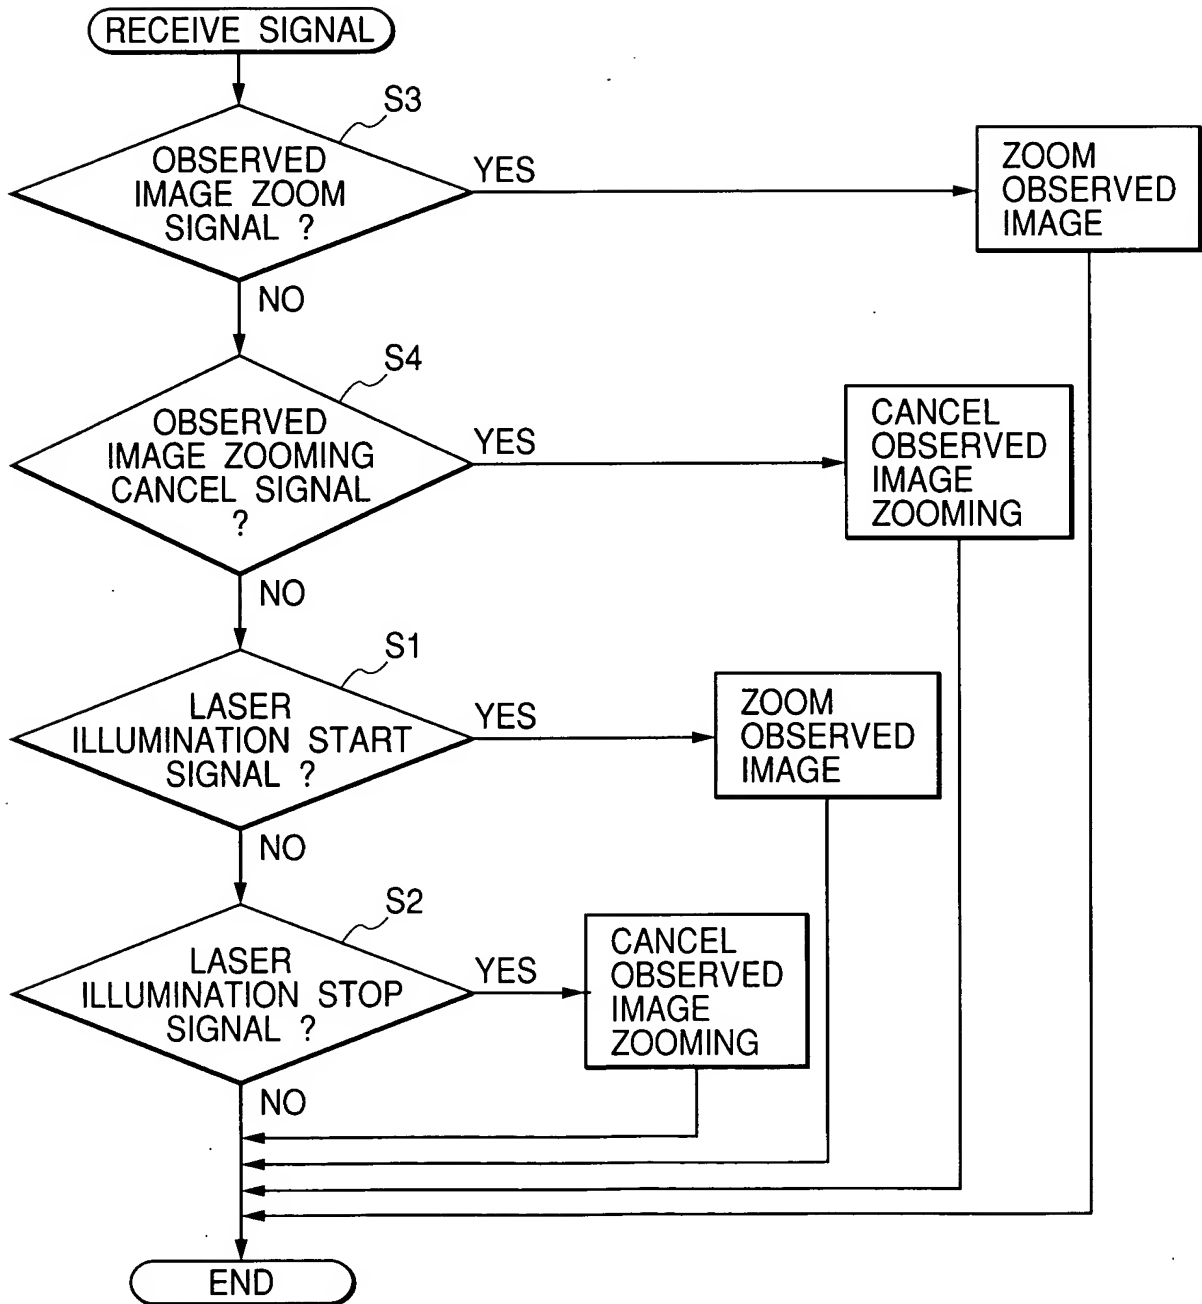 RECEIVE SIGNAL
S3
OBSERVED
IMAGE ZOOM
SIGNAL ?
YES
ZOOM
OBSERVED
IMAGE
NO
S4
OBSERVED
IMAGE ZOOMING
CANCEL SIGNAL
?
YES
CANCEL
OBSERVED
IMAGE
ZOOMING
NO
S1
LASER
ILLUMINATION START
SIGNAL ?
YES
ZOOM
OBSERVED
IMAGE
NO
S2
LASER
ILLUMINATION STOP
SIGNAL ?
YES
CANCEL
OBSERVED
IMAGE
ZOOMING
NO
END